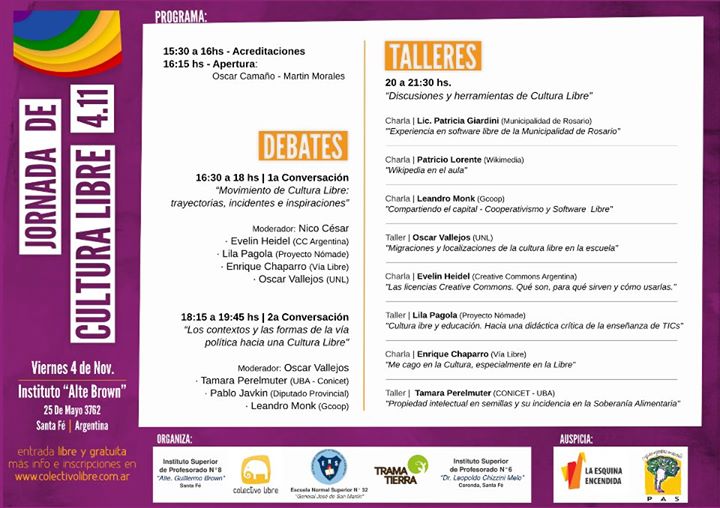 JORNADA DE
CULTURA LIBRE 4.11
Viernes 4 de Nov.
Instituto "Alte Brown"
25 De Mayo 3762
Santa Fé | Argentina
entrada libre y gratuita
más info e inscripciones en
www.colectivolibre.com.ar
PROGRAMA:
15:30 a 16hs - Acreditaciones
16:15 hs - Apertura:
Oscar Camaño - Martin Morales
DEBATES
16:30 a 18 hs | 1a Conversación
"Movimiento de Cultura Libre:
trayectorias, incidentes e inspiraciones"
Moderador: Nico César
· Evelin Heidel (CC Argentina)
· Lila Pagola (Proyecto Nómade)
· Enrique Chaparro (Vía Libre)
· Oscar Vallejos (UNL)
18:15 a 19:45 hs | 2a Conversación
"Los contextos y las formas de la vía
política hacia una Cultura Libre"
Moderador: Oscar Vallejos
· Tamara Perelmuter (UBA - Conicet)
· Pablo Javkin (Diputado Provincial)
· Leandro Monk (Gcoop)
TALLERES
20 a 21:30 hs.
"Discusiones y herramientas de Cultura Libre"
Charla | Lic. Patricia Giardini (Municipalidad de Rosario)
""Experiencia en software libre de la Municipalidad de Rosario"
Charla | Patricio Lorente (Wikimedia)
"Wikipedia en el aula"
Charla | Leandro Monk (Gcoop)
"Compartiendo el capital - Cooperativismo y Software Libre"
Taller | Oscar Vallejos (UNL)
"Migraciones y localizaciones de la cultura libre en la escuela"
Charla | Evelin Heidel (Creative Commons Argentina)
"Las licencias Creative Commons. Qué son, para qué sirven y cómo usarlas."
Taller | Lila Pagola (Proyecto Nómade)
"Cultura ibre y educación. Hacia una didáctica crítica de la enseñanza de TICs"
Charla | Enrique Chaparro (Vía Libre)
"Me cago en la Cultura, especialmente en la Libre"
Taller | Tamara Perelmuter (CONICET - UBA)
"Propiedad intelectual en semillas y su incidencia en la Soberanía Alimentaria"
ORGANIZA:
Instituto Superior
de Profesorado N°8
"Alte. Guillermo Brown"
Santa Fé
colectivo libre
ENS
Escuela Normal Superior N° 32
"General José de San Martín"
TRAMA
TIERRA
Instituto Superior
de Profesorado N°6
"Dr. Leopoldo Chizzini Melo"
Coronda, Santa Fé
AUSPICIA:
LA ESQUINA
ENCENDIDA
PAS